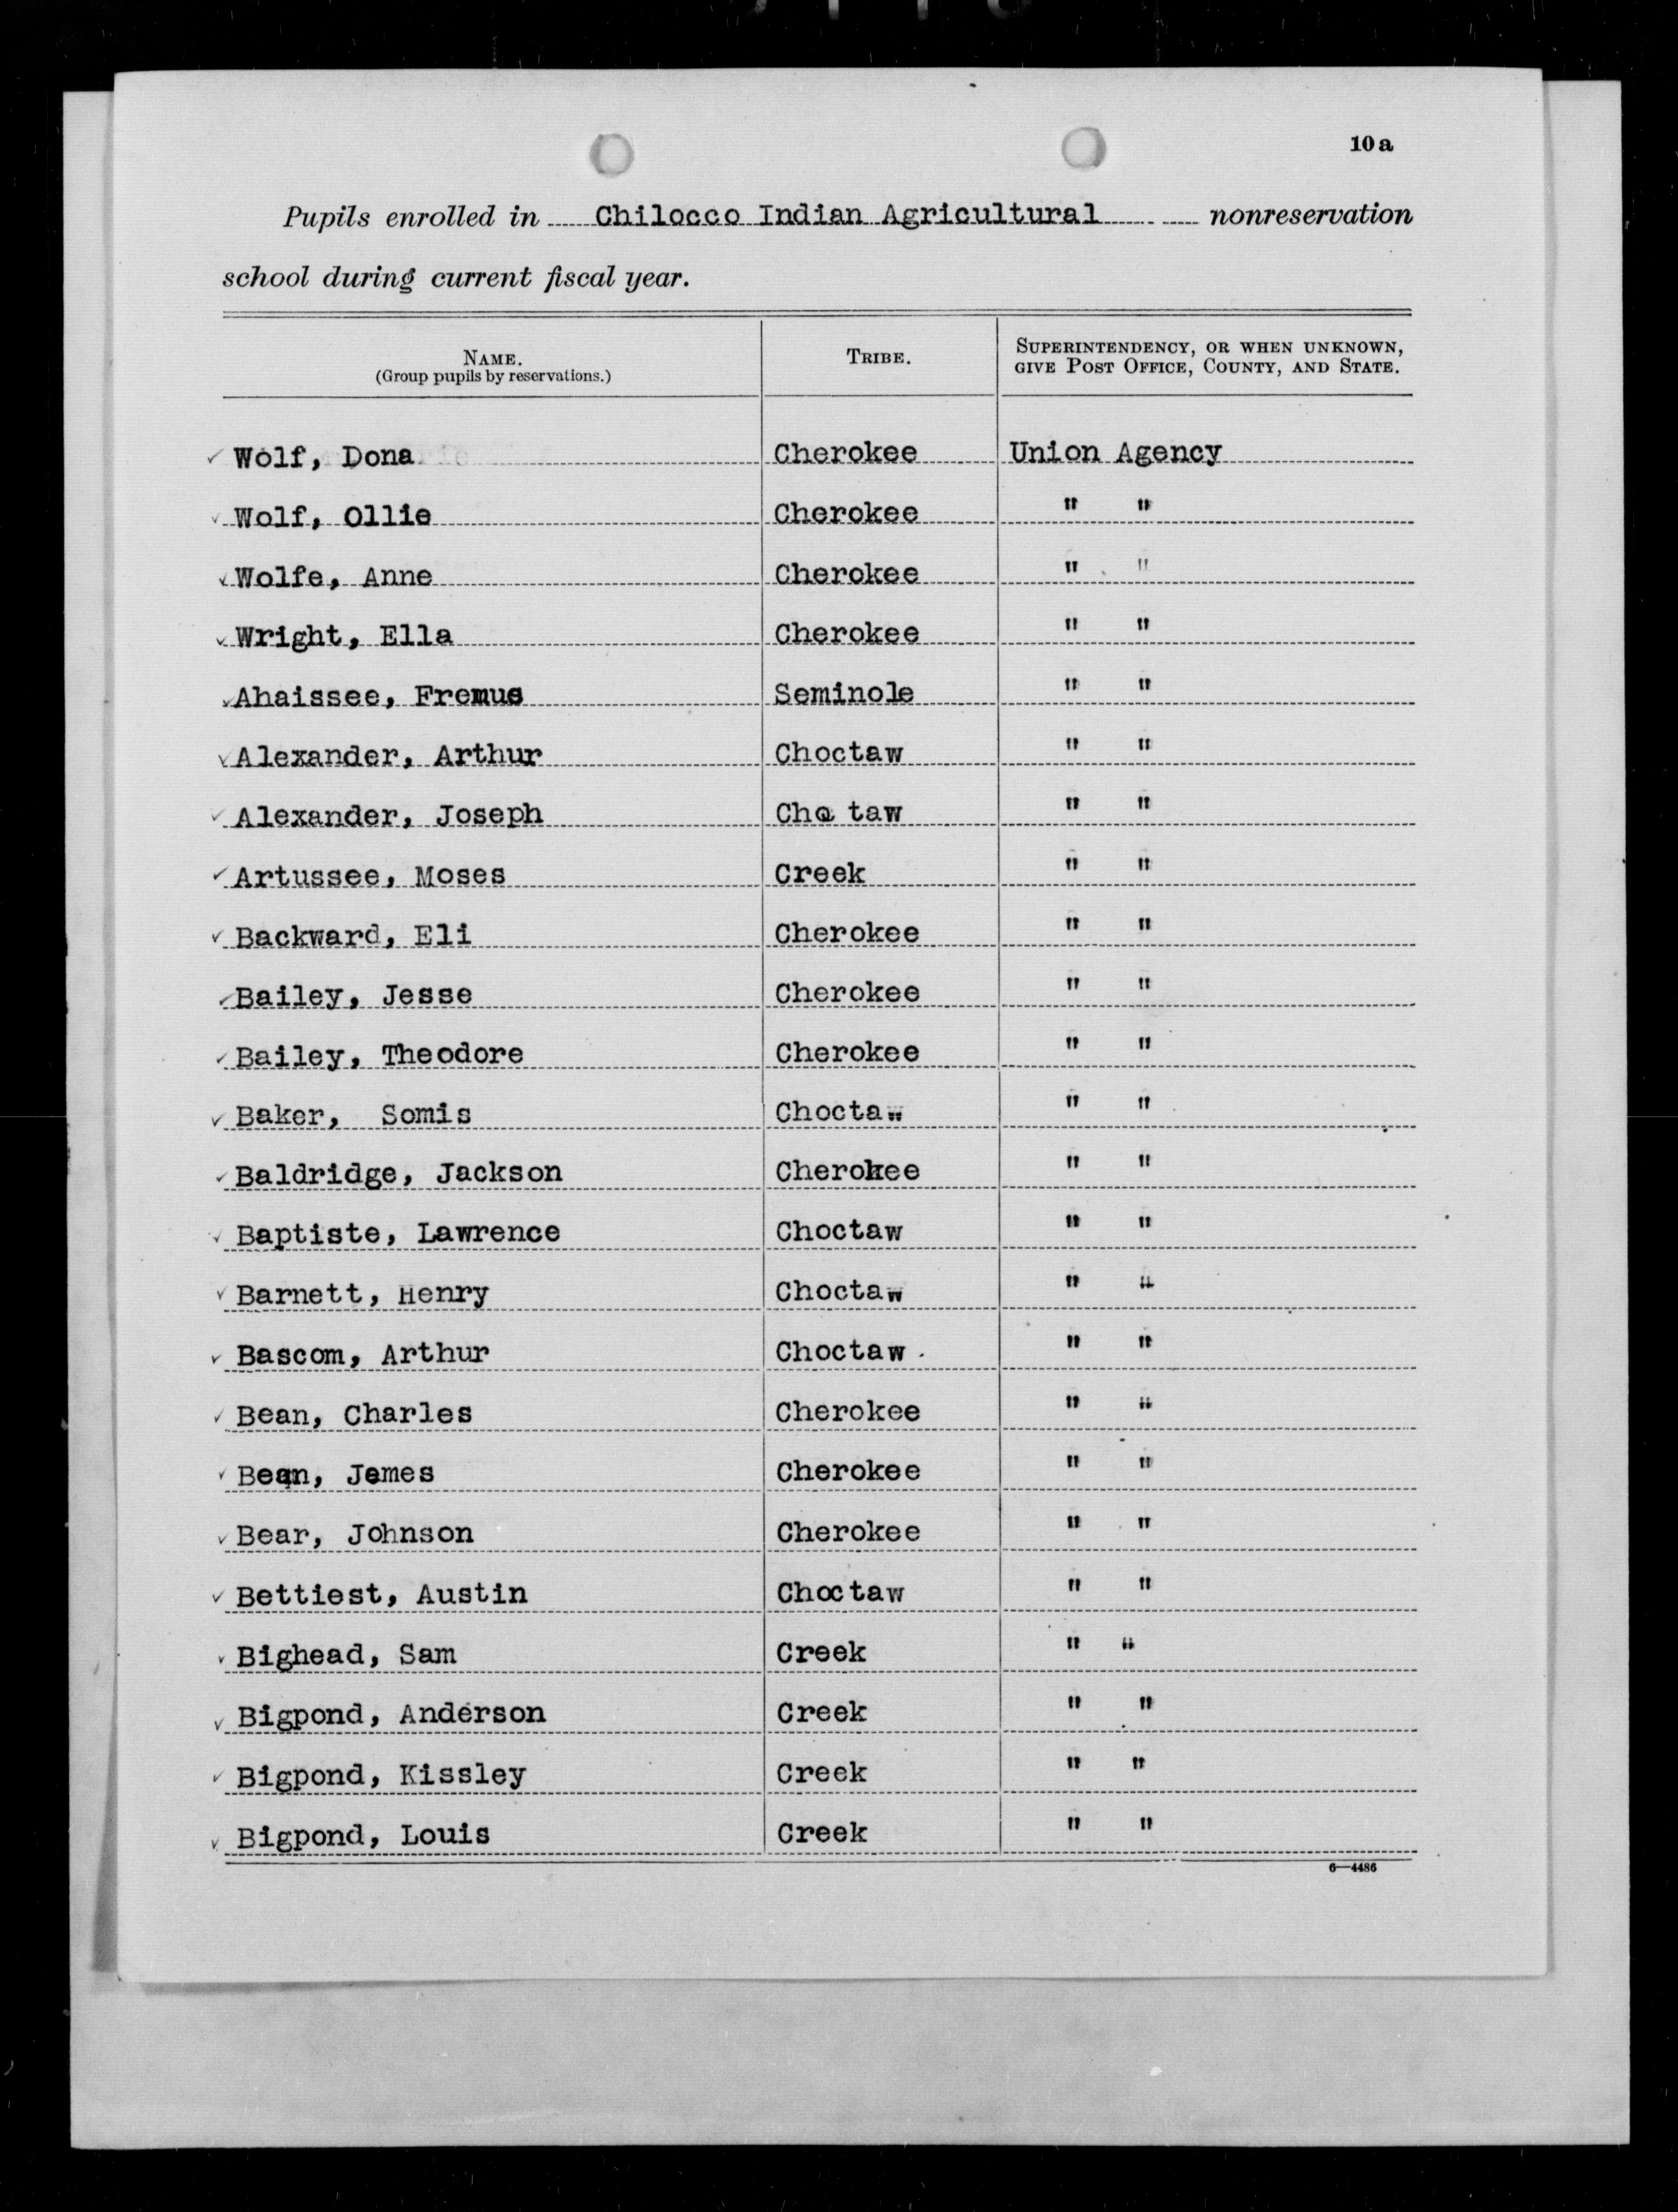 10a
Pupils enrolled in Chilocco Indian Agricultural nonreservation
school during current fiscal year.
NAME. (Group pupils by reservations.) TRIBE. SUPERINTENDENCY, OR WHEN UNKNOWN, GIVE POST OFFICE, COUNTY, AND STATE.
✓ Wolf, Dona Cherokee Union Agency
✓ Wolf, Ollie Cherokee " "
✓ Wolfe, Anne Cherokee " "
✓ Wright, Ella Cherokee " "
✓ Ahaissee, Fremus Seminole " "
✓ Alexander, Arthur Choctaw " "
✓ Alexander, Joseph Choctaw " "
✓ Artussee, Moses Creek " "
✓ Backward, Eli Cherokee " "
✓ Bailey, Jesse Cherokee " "
✓ Bailey, Theodore Cherokee " "
✓ Baker, Somis Choctaw " "
✓ Baldridge, Jackson Cherokee " "
✓ Baptiste, Lawrence Choctaw " "
✓ Barnett, Henry Choctaw " "
✓ Bascom, Arthur Choctaw " "
✓ Bean, Charles Cherokee " "
✓ Bean, James Cherokee " "
✓ Bear, Johnson Cherokee " "
✓ Bettiest, Austin Choctaw " "
✓ Bighead, Sam Creek " "
✓ Bigpond, Anderson Creek " "
✓ Bigpond, Kissley Creek " "
✓ Bigpond, Louis Creek " "
6—4486